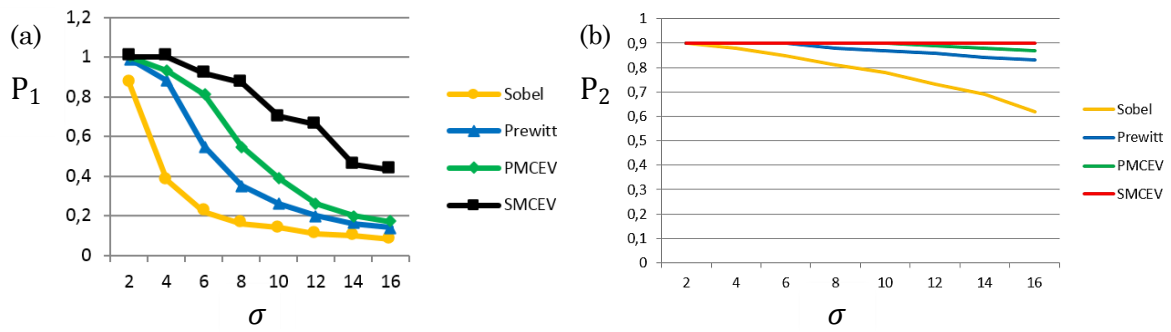 (a)
P1
1,2
1
0,8
0,6
0,4
0,2
0
2 4 6 8 10 12 14 16
σ
Sobel
Prewitt
PMCEV
SMCEV
(b)
P2
1
0,9
0,8
0,7
0,6
0,5
0,4
0,3
0,2
0,1
0
2 4 6 8 10 12 14 16
σ
Sobel
Prewitt
PMCEV
SMCEV